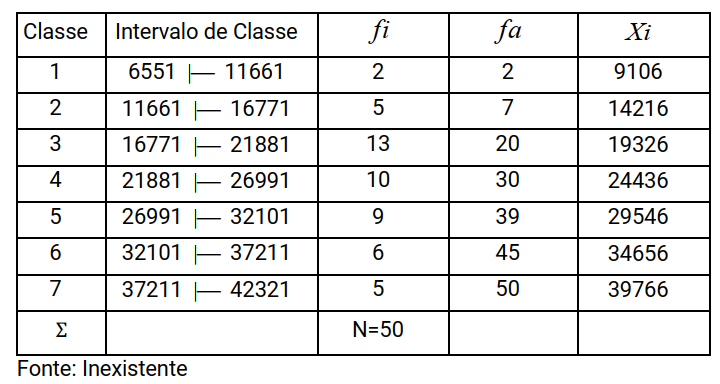 Classe Intervalo de Classe fi fa Xi
1 6551 |— 11661 2 2 9106
2 11661 |— 16771 5 7 14216
3 16771 |— 21881 13 20 19326
4 21881 |— 26991 10 30 24436
5 26991 |— 32101 9 39 29546
6 32101 |— 37211 6 45 34656
7 37211 |— 42321 5 50 39766
Σ N=50
Fonte: Inexistente